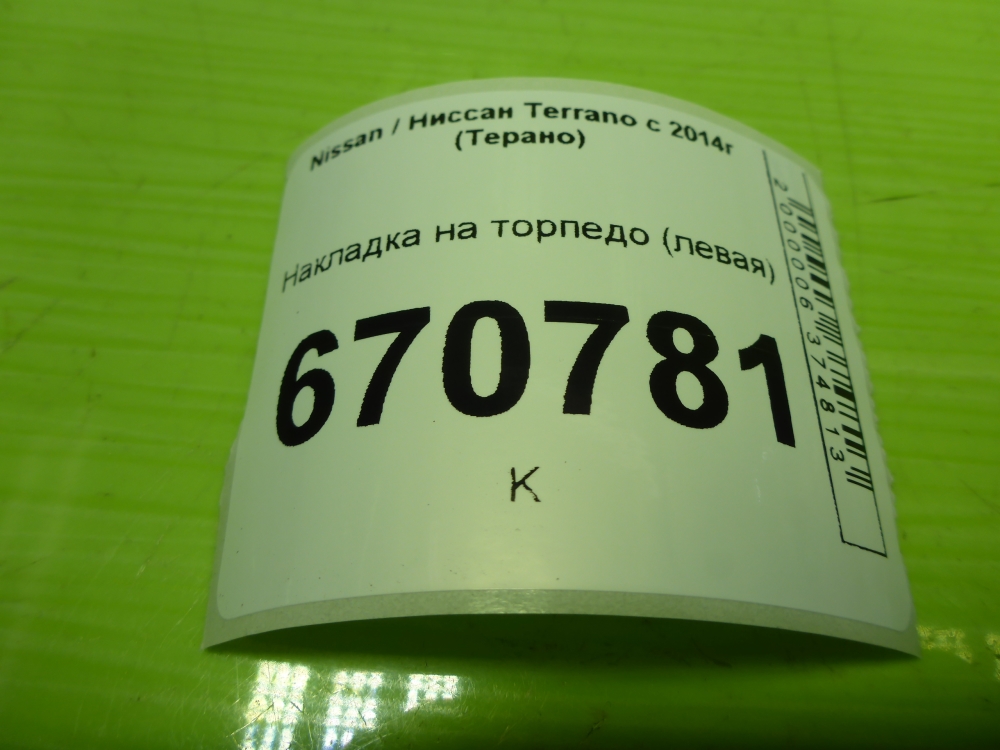 Nissan / Ниссан Terrano с 2014г
(Терано)
Накладка на торпедо (левая)
670781
К
2000006374813